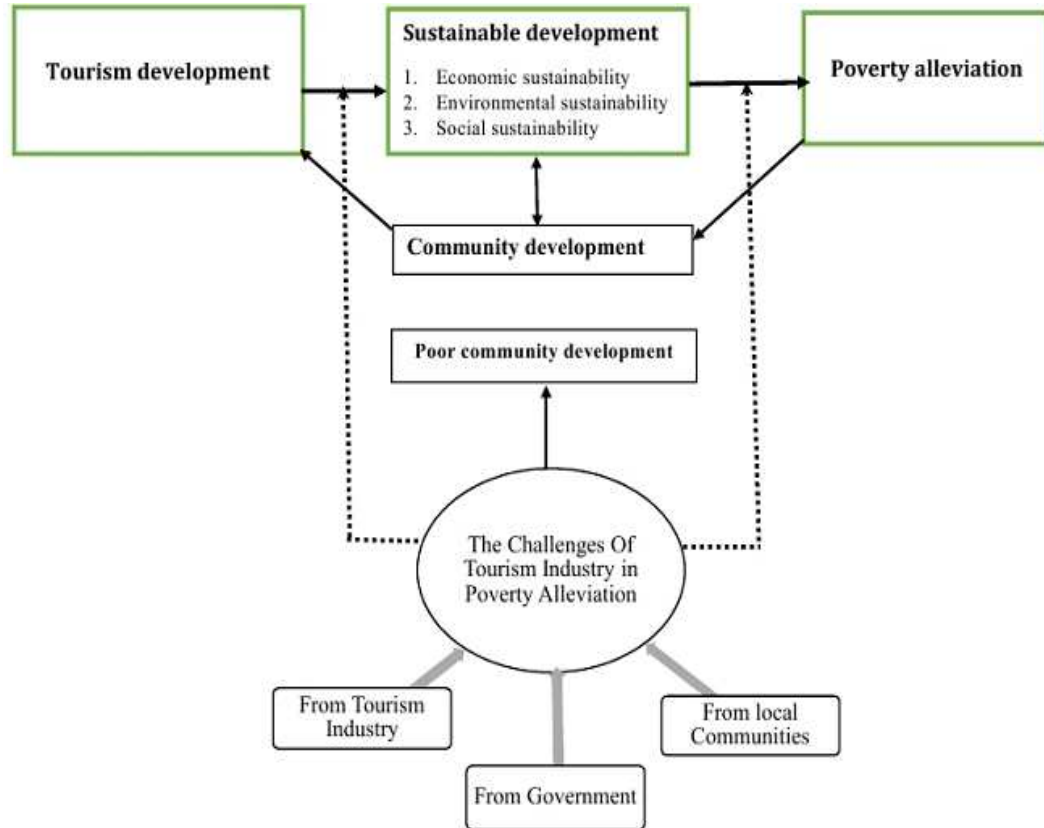 Tourism development
Sustainable development
1. Economic sustainability
2. Environmental sustainability
3. Social sustainability
Poverty alleviation
Community development
Poor community development
The Challenges Of
Tourism Industry in
Poverty Alleviation
From Tourism
Industry
From Government
From local
Communities